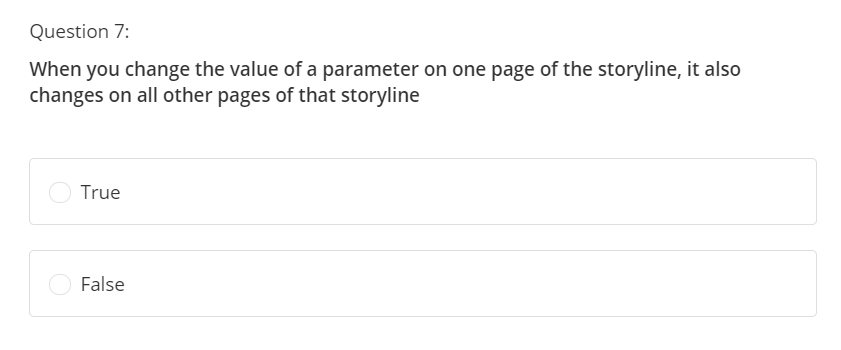 Question 7:
When you change the value of a parameter on one page of the storyline, it also
changes on all other pages of that storyline
True
False